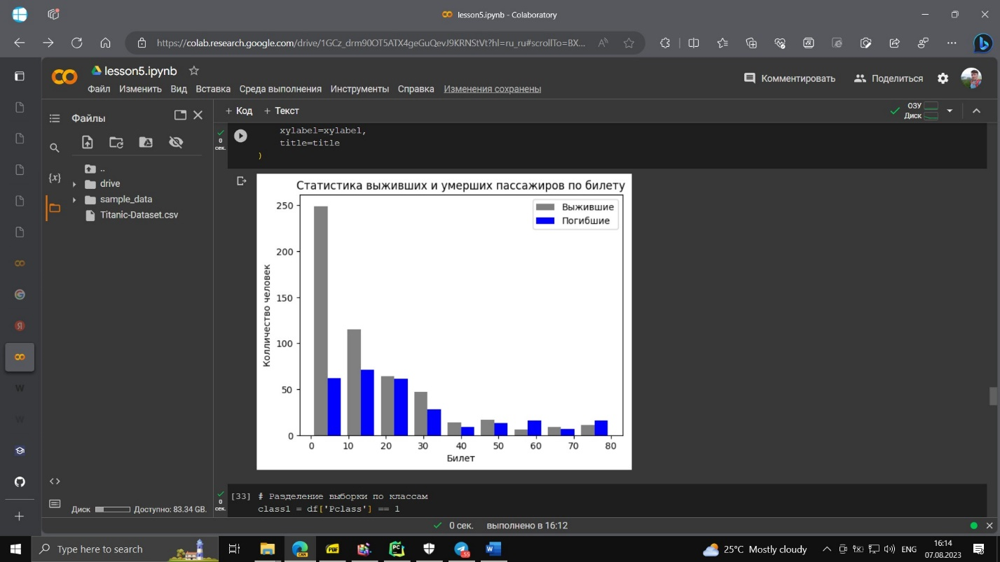 lesson5.ipynb - Colaboratory
https://colab.research.google.com/drive/1GCz_drm90OT5ATX4geGuQevJ9KRNStVt?hl=ru_ru#scrollTo=BX...
lesson5.ipynb
Файл Изменить Вид Вставка Среда выполнения Инструменты Справка Изменения сохранены
Комментировать Поделиться
Файлы
+ Код + Текст
ОЗУ
Диск
..
drive
sample_data
Titanic-Dataset.csv
0
сек.
xylabel=xylabel,
title=title
)
Статистика выживших и умерших пассажиров по билету
Выжившие
Погибшие
Колличество человек
250
200
150
100
50
0
0 10 20 30 40 50 60 70 80
Билет
0
сек.
[33] # Разделение выборки по классам
class1 = df['Pclass'] == 1
{x}
<>
Диск Доступно: 83.34 GB.
0 сек. выполнено в 16:12
Type here to search
CAN
PDF
PC
55
W
25°C Mostly cloudy
ENG
16:14
07.08.2023